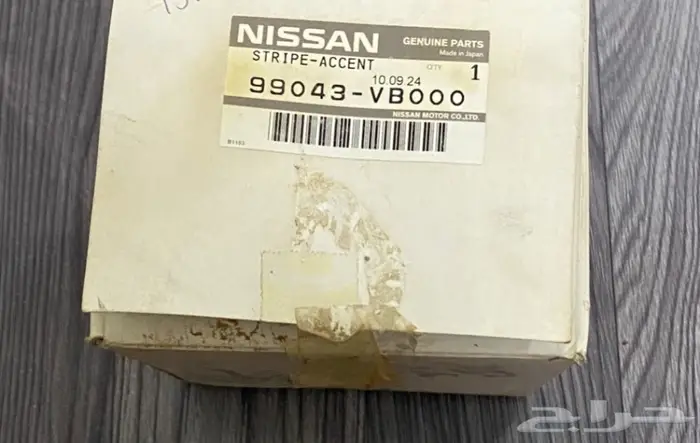 NISSAN
GENUINE PARTS
Made in Japan
STRIPE-ACCENT
QTY 1
10.09.24
99043-VB000
NISSAN MOTOR CO.,LTD.
حراج